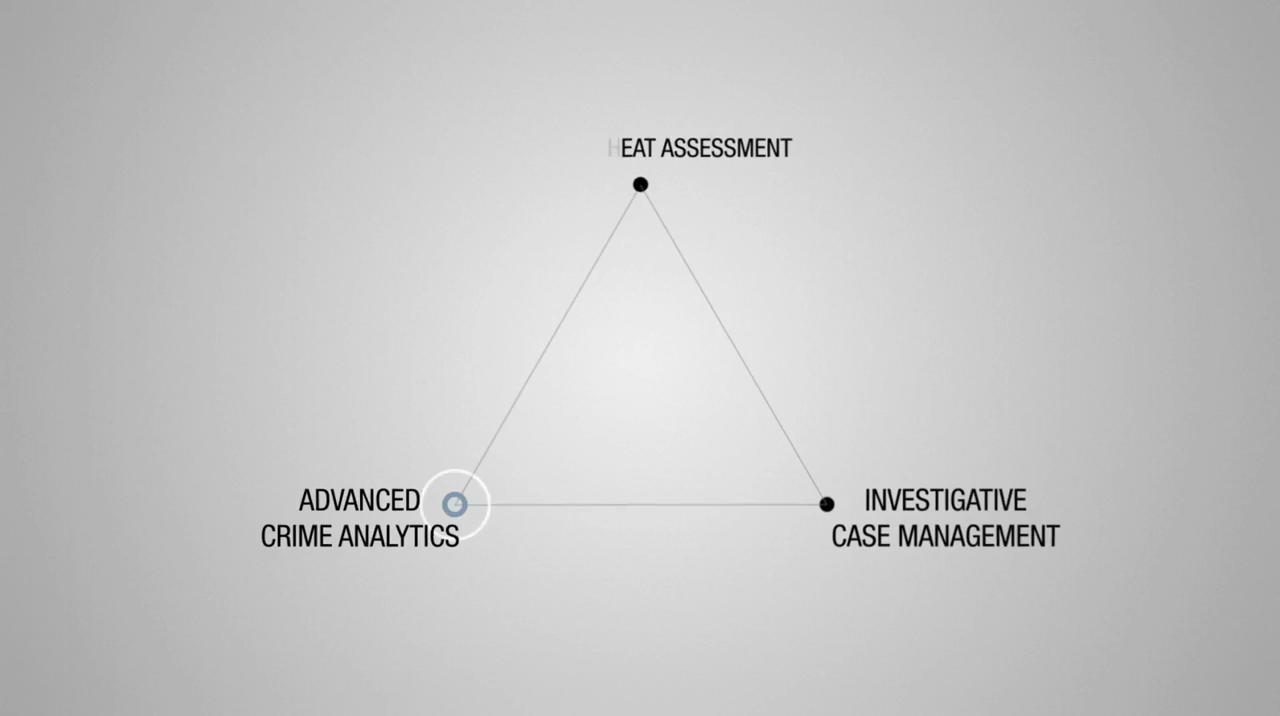 HEAT ASSESSMENT
ADVANCED
CRIME ANALYTICS
INVESTIGATIVE
CASE MANAGEMENT